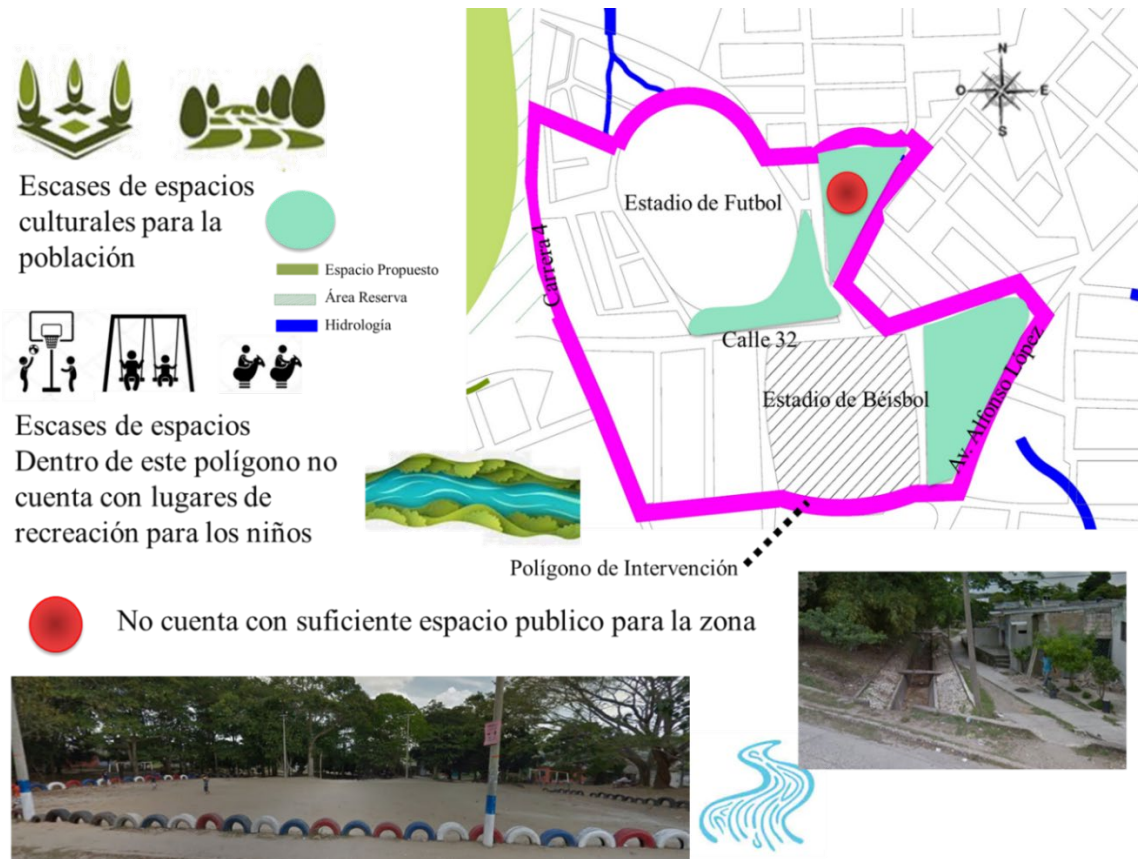 Escases de espacios
culturales para la
población
Espacio Propuesto
Área Reserva
Hidrología
Escases de espacios
Dentro de este polígono no
cuenta con lugares de
recreación para los niños
N
O
E
S
Estadio de Futbol
Carrera 4
Calle 32
Estadio de Béisbol
Av. Alfonso López
Polígono de Intervención
No cuenta con suficiente espacio publico para la zona